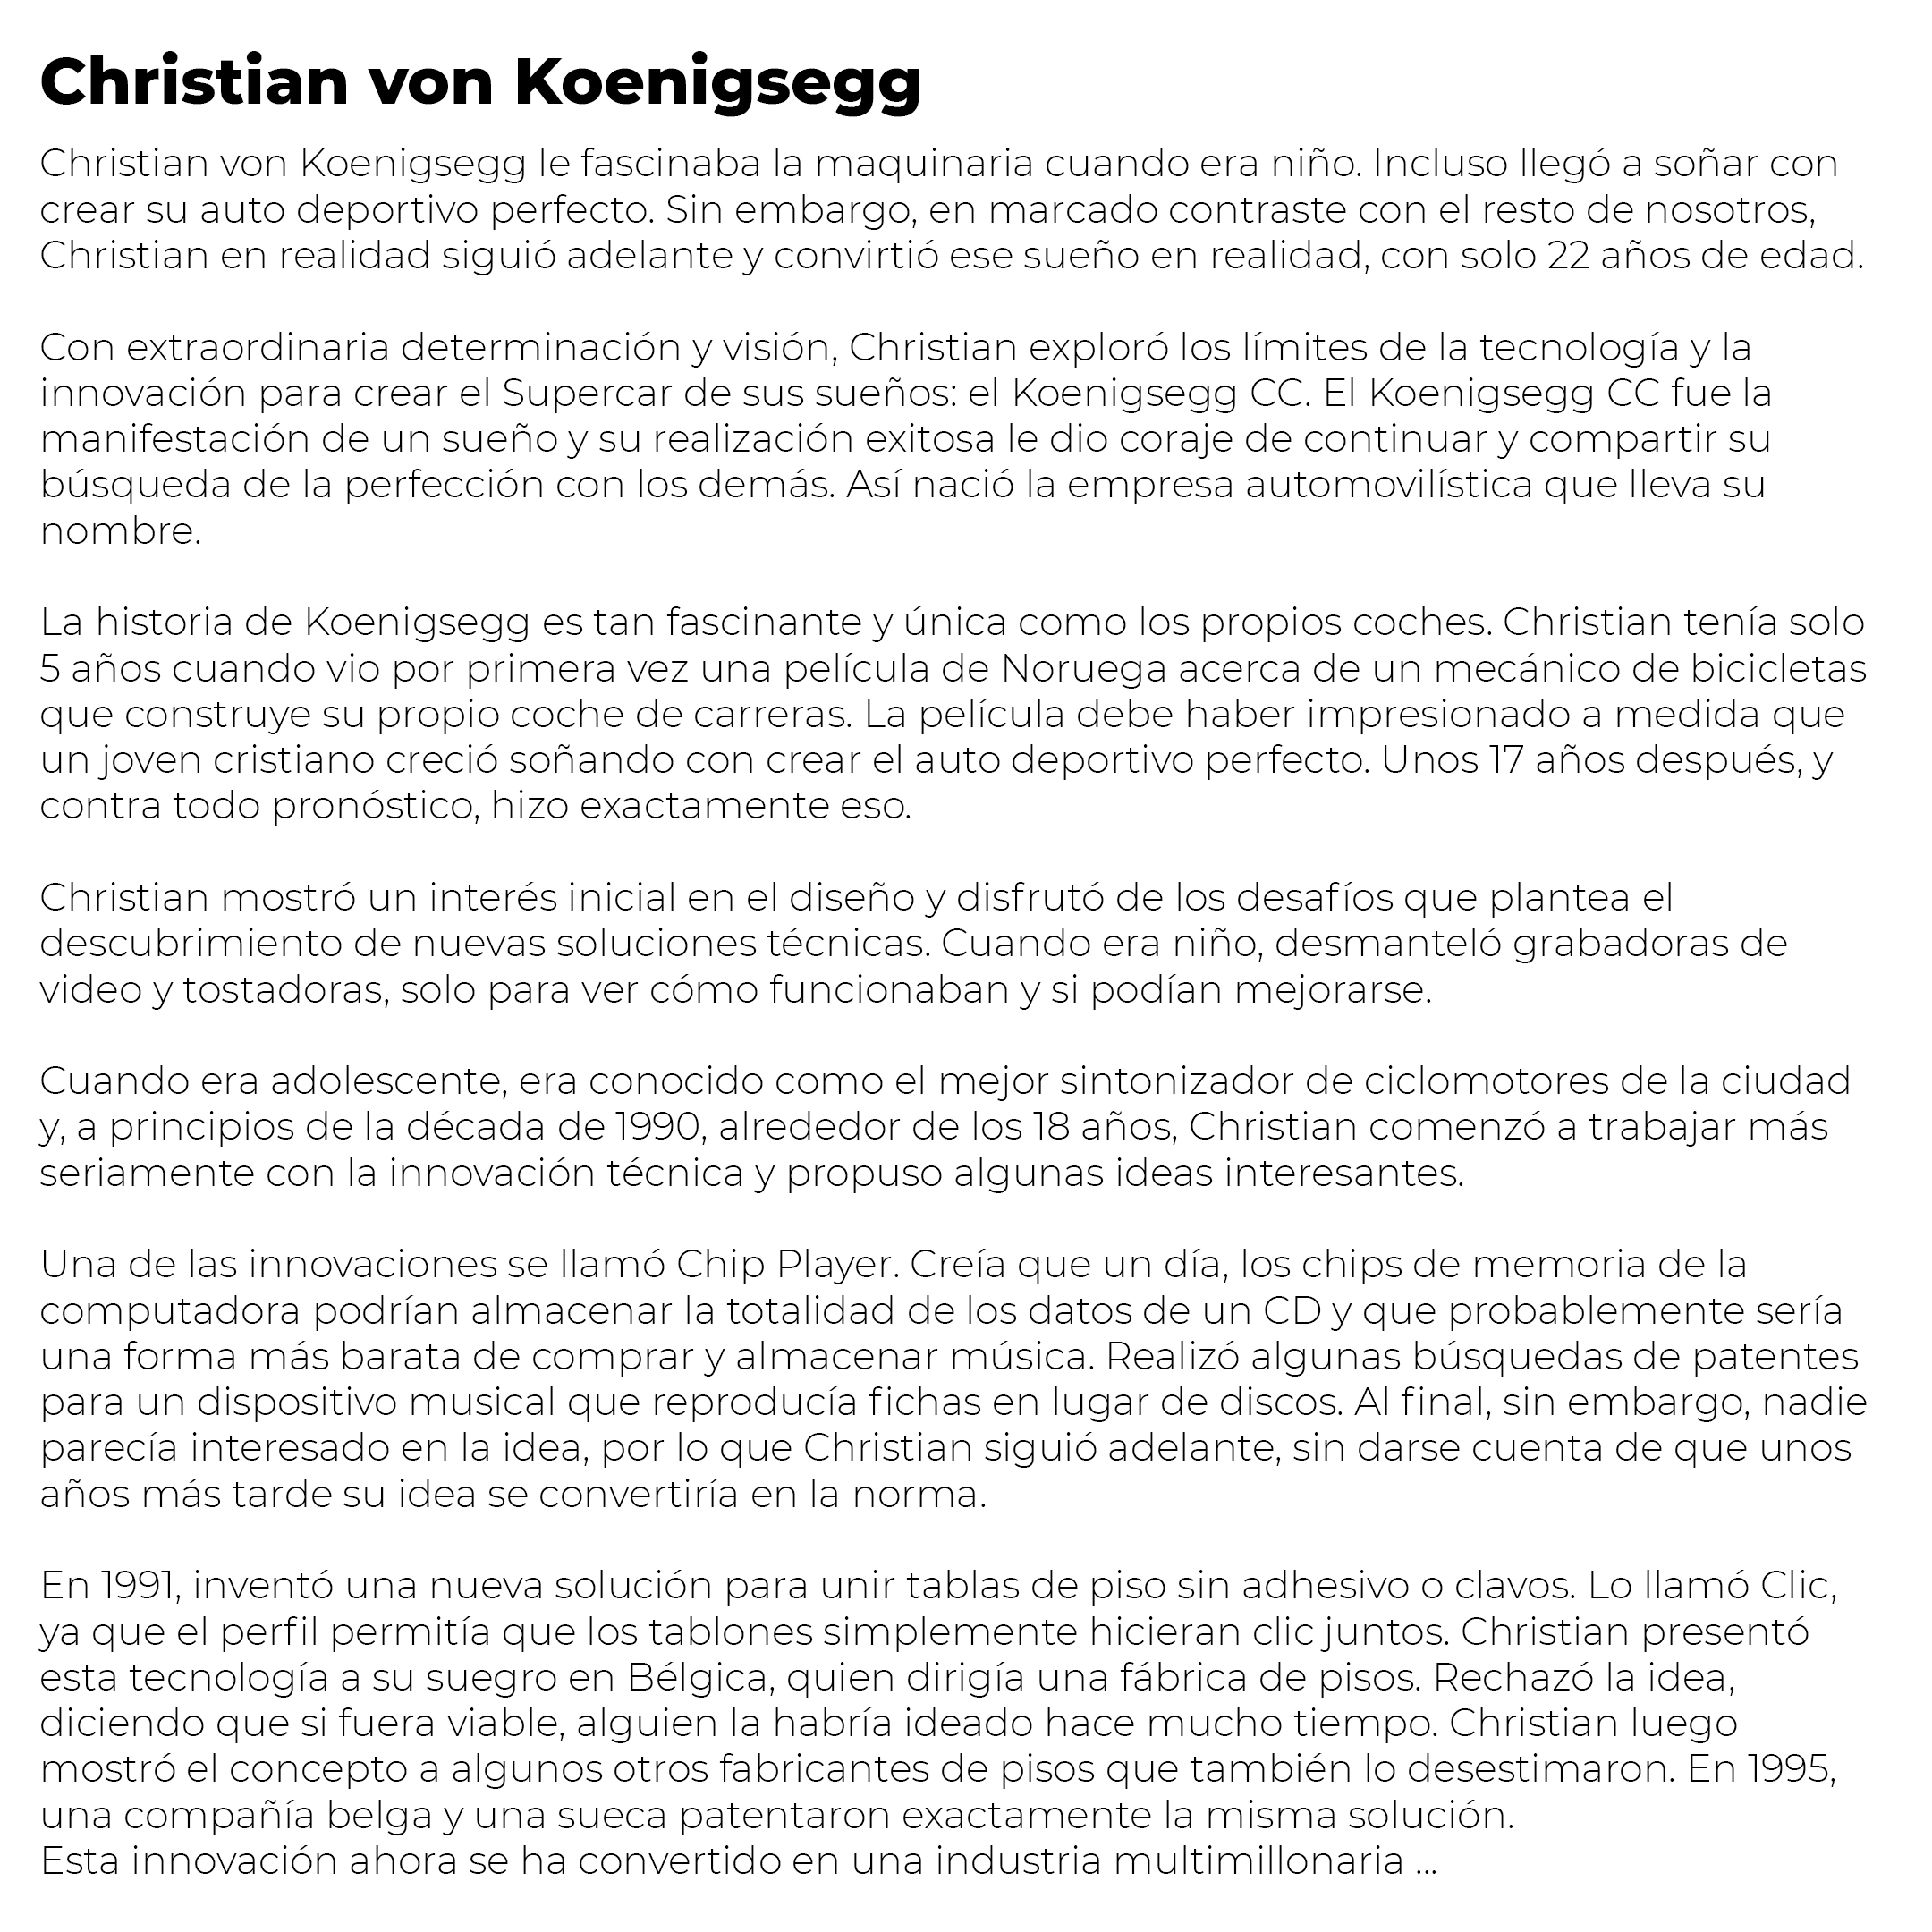 Christian von Koenigsegg
Christian von Koenigsegg le fascinaba la maquinaria cuando era niño. Incluso llegó a soñar con
crear su auto deportivo perfecto. Sin embargo, en marcado contraste con el resto de nosotros,
Christian en realidad siguió adelante y convirtió ese sueño en realidad, con solo 22 años de edad.
Con extraordinaria determinación y visión, Christian exploró los límites de la tecnología y la
innovación para crear el Supercar de sus sueños: el Koenigsegg CC. El Koenigsegg CC fue la
manifestación de un sueño y su realización exitosa le dio coraje de continuar y compartir su
búsqueda de la perfección con los demás. Así nació la empresa automovilística que lleva su
nombre.
La historia de Koenigsegg es tan fascinante y única como los propios coches. Christian tenía solo
5 años cuando vio por primera vez una película de Noruega acerca de un mecánico de bicicletas
que construye su propio coche de carreras. La película debe haber impresionado a medida que
un joven cristiano creció soñando con crear el auto deportivo perfecto. Unos 17 años después, y
contra todo pronóstico, hizo exactamente eso.
Christian mostró un interés inicial en el diseño y disfrutó de los desafíos que plantea el
descubrimiento de nuevas soluciones técnicas. Cuando era niño, desmanteló grabadoras de
video y tostadoras, solo para ver cómo funcionaban y si podían mejorarse.
Cuando era adolescente, era conocido como el mejor sintonizador de ciclomotores de la ciudad
y, a principios de la década de 1990, alrededor de los 18 años, Christian comenzó a trabajar más
seriamente con la innovación técnica y propuso algunas ideas interesantes.
Una de las innovaciones se llamó Chip Player. Creía que un día, los chips de memoria de la
computadora podrían almacenar la totalidad de los datos de un CD y que probablemente sería
una forma más barata de comprar y almacenar música. Realizó algunas búsquedas de patentes
para un dispositivo musical que reproducía fichas en lugar de discos. Al final, sin embargo, nadie
parecía interesado en la idea, por lo que Christian siguió adelante, sin darse cuenta de que unos
años más tarde su idea se convertiría en la norma.
En 1991, inventó una nueva solución para unir tablas de piso sin adhesivo o clavos. Lo llamó Clic,
ya que el perfil permitía que los tablones simplemente hicieran clic juntos. Christian presentó
esta tecnología a su suegro en Bélgica, quien dirigía una fábrica de pisos. Rechazó la idea,
diciendo que si fuera viable, alguien la habría ideado hace mucho tiempo. Christian luego
mostró el concepto a algunos otros fabricantes de pisos que también lo desestimaron. En 1995,
una compañía belga y una sueca patentaron exactamente la misma solución.
Esta innovación ahora se ha convertido en una industria multimillonaria ...